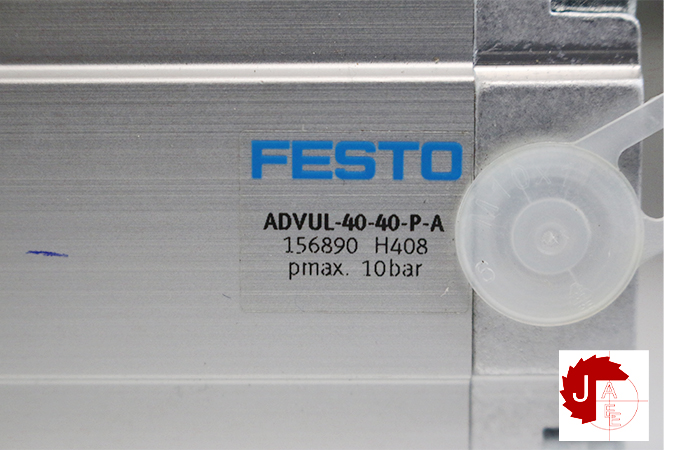 FESTO
ADVUL-40-40-P-A
156890 H408
pmax. 10bar
J
A
E
E